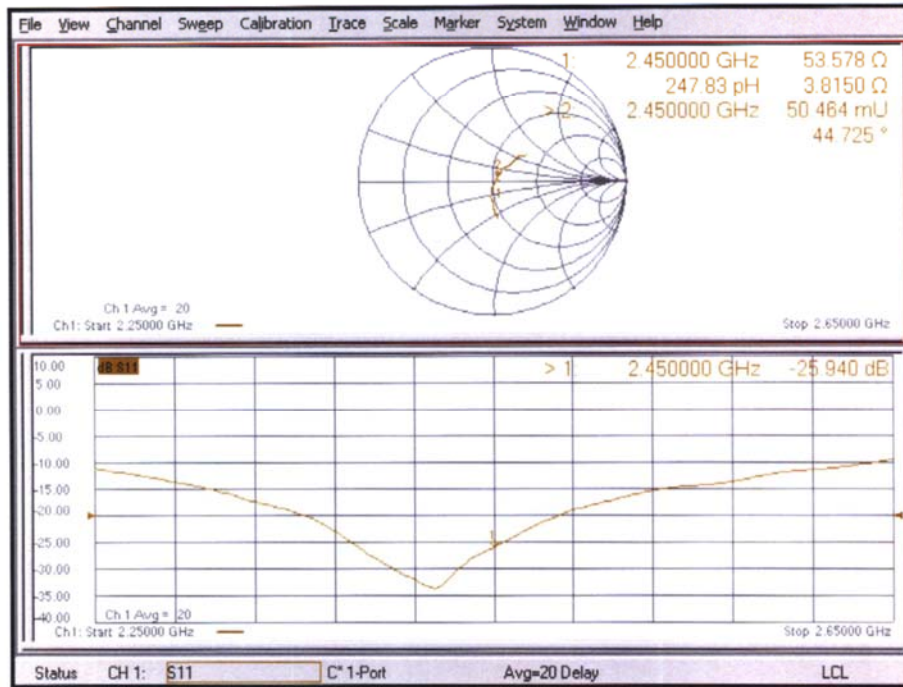 File View Channel Sweep Calibration Trace Scale Marker System Window Help
1: 2.450000 GHz 53.578 Ω
247.83 pH 3.8150 Ω
> 2: 2.450000 GHz 50.464 mU
44.725 °
Ch 1 Avg = 20
Ch1: Start 2.25000 GHz Stop 2.65000 GHz
10.00 dB S11 > 1: 2.450000 GHz -25.940 dB
5.00
0.00
-5.00
-10.00
-15.00
-20.00
-25.00
-30.00
-35.00
-40.00 Ch 1 Avg = 20
Ch1: Start 2.25000 GHz Stop 2.65000 GHz
Status CH 1: S11 C* 1-Port Avg=20 Delay LCL